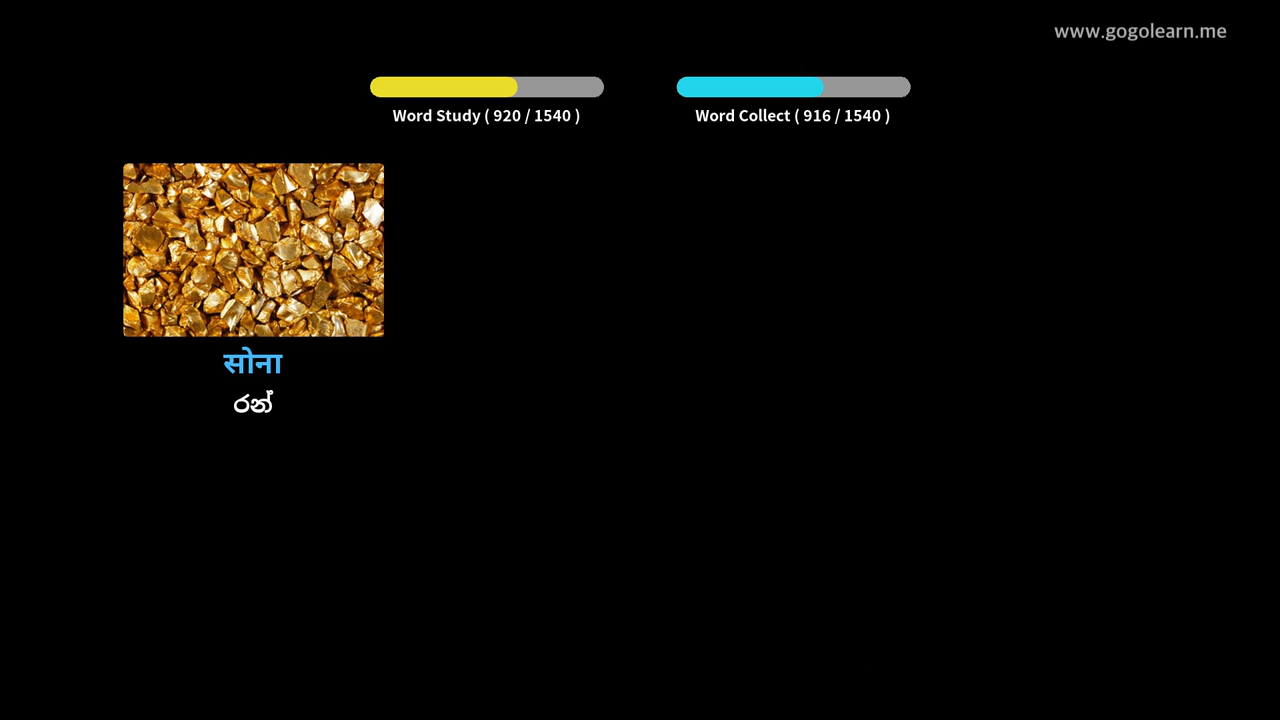 www.gogolearn.me
Word Study ( 920 / 1540 )
Word Collect ( 916 / 1540 )
सोना
රන්